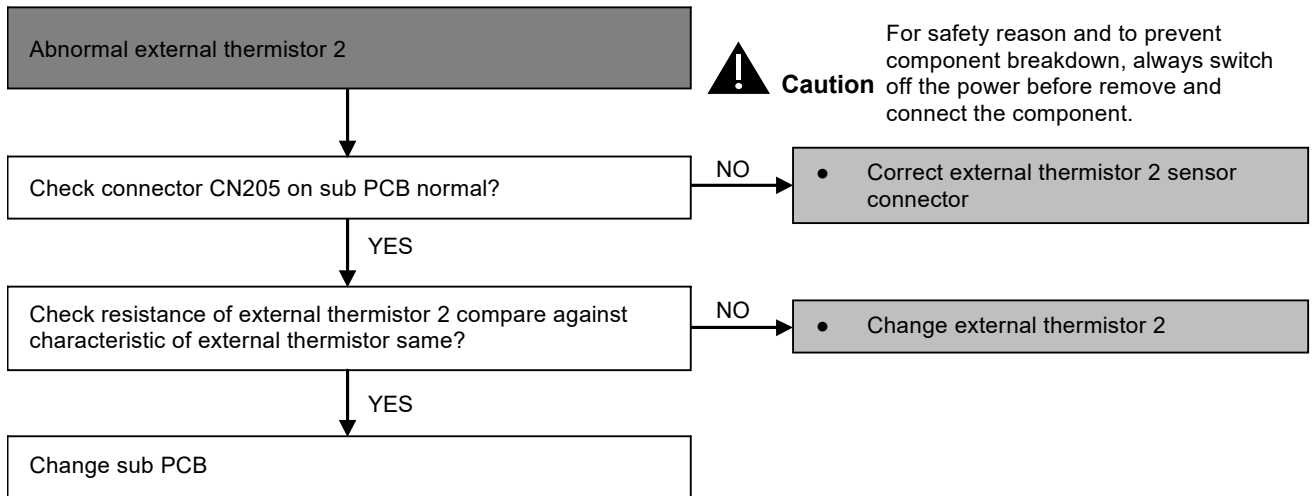 Abnormal external thermistor 2
For safety reason and to prevent
component breakdown, always switch
Caution off the power before remove and
connect the component.
Check connector CN205 on sub PCB normal?
NO
● Correct external thermistor 2 sensor
connector
YES
Check resistance of external thermistor 2 compare against
characteristic of external thermistor same?
NO
● Change external thermistor 2
YES
Change sub PCB